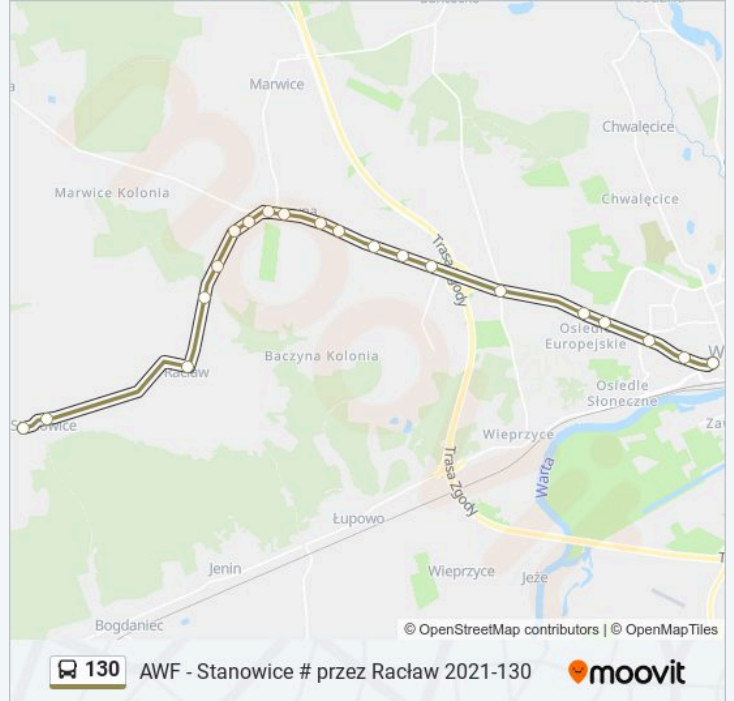 Marwice
Chwalęcice
Marwice Kolonia
Chwalęcice
Trasa Zgody
Osiedle
Europejskie
W
Baczyna Kolonia
Racław
Osiedle
Słoneczne
Wieprzyce
Trasa Zgody
Warta
Łupowo
Jenin
Wieprzyce
Jeże
Bogdaniec
© OpenStreetMap contributors | © OpenMapTiles
130 AWF - Stanowice # przez Racław 2021-130 moovit